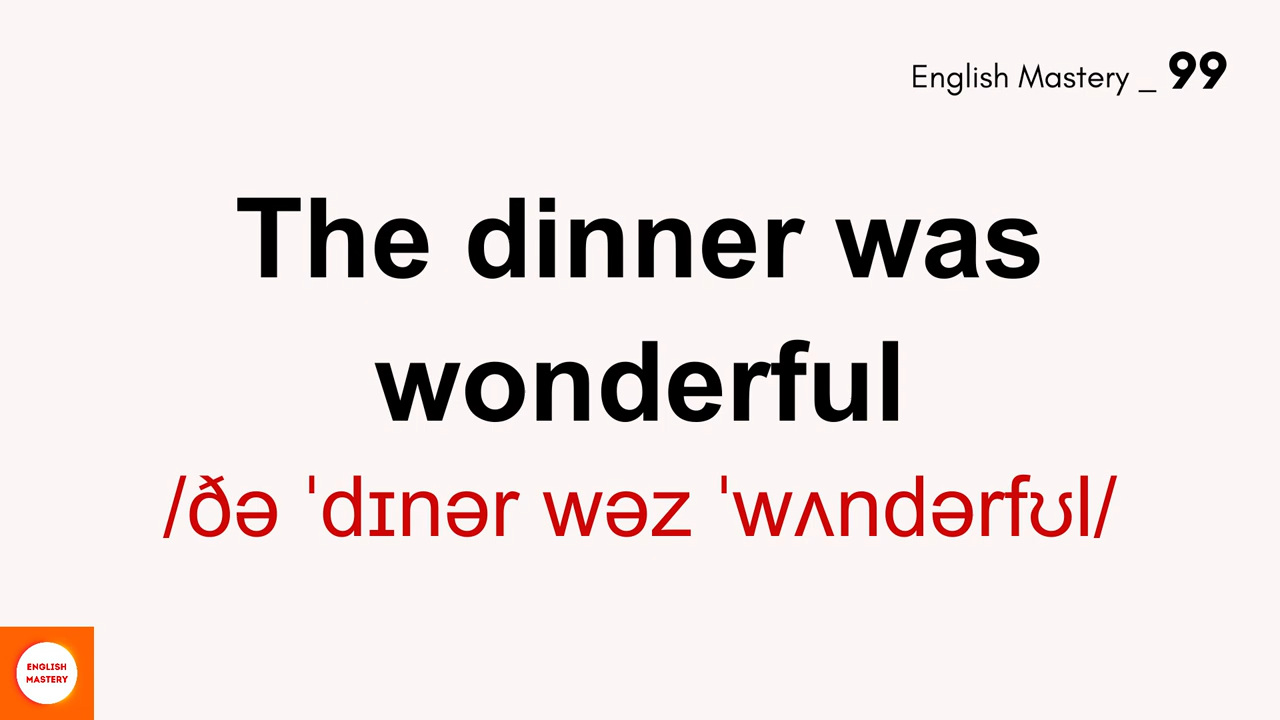 English Mastery _ 99
The dinner was
wonderful
/ðə ˈdɪnər wəz ˈwʌndərfʊl/
ENGLISH
MASTERY